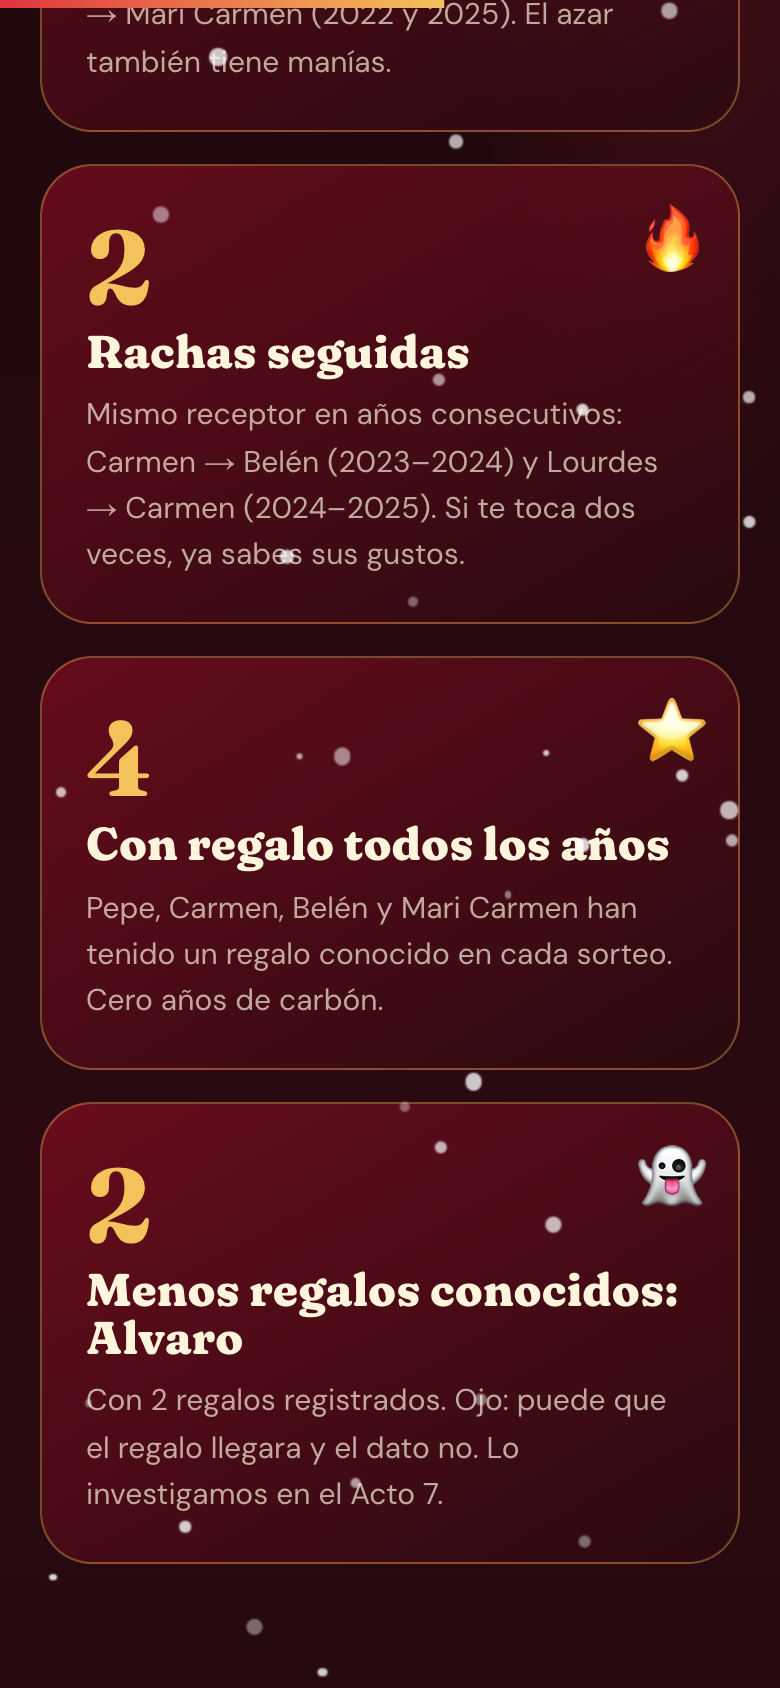 → Mari Carmen (2022 y 2025). El azar
también tiene manías.
2
Rachas seguidas
Mismo receptor en años consecutivos:
Carmen → Belén (2023–2024) y Lourdes
→ Carmen (2024–2025). Si te toca dos
veces, ya sabes sus gustos.
4
Con regalo todos los años
Pepe, Carmen, Belén y Mari Carmen han
tenido un regalo conocido en cada sorteo.
Cero años de carbón.
2
Menos regalos conocidos:
Alvaro
Con 2 regalos registrados. Ojo: puede que
el regalo llegara y el dato no. Lo
investigamos en el Acto 7.